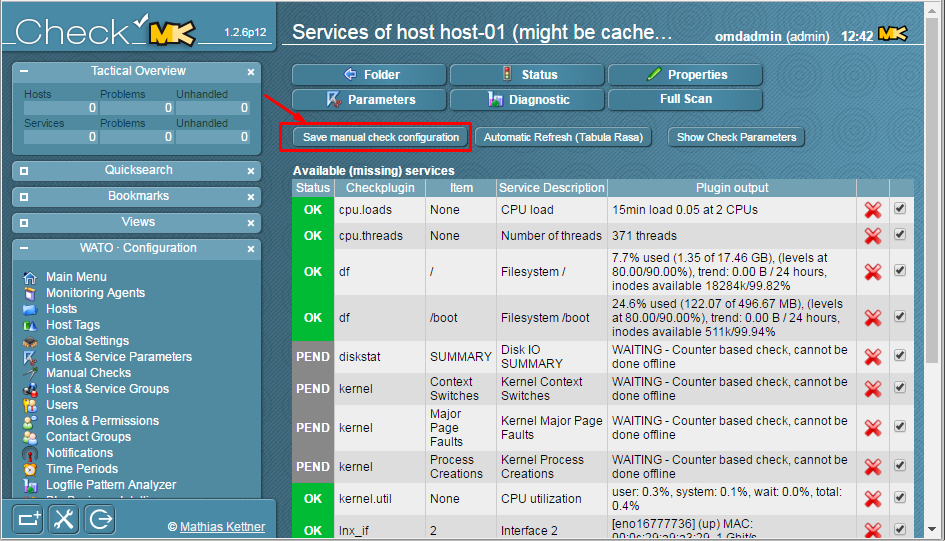 Check MK
1.2.6p12
Tactical Overview
Hosts Problems Unhandled
0 0 0
Services Problems Unhandled
0 0 0
Quicksearch
Bookmarks
Views
WATO · Configuration
Main Menu
Monitoring Agents
Hosts
Host Tags
Global Settings
Host & Service Parameters
Manual Checks
Host & Service Groups
Users
Roles & Permissions
Contact Groups
Notifications
Time Periods
Logfile Pattern Analyzer
© Mathias Kettner
Services of host host-01 (might be cache...
omdadmin (admin) 12:42 MK
Folder Status Properties
Parameters Diagnostic Full Scan
Save manual check configuration Automatic Refresh (Tabula Rasa) Show Check Parameters
Available (missing) services
Status Checkplugin Item Service Description Plugin output
OK cpu.loads None CPU load 15min load 0.05 at 2 CPUs
OK cpu.threads None Number of threads 371 threads
OK df / Filesystem / 7.7% used (1.35 of 17.46 GB), (levels at
80.00/90.00%), trend: 0.00 B / 24 hours,
inodes available 18284k/99.82%
OK df /boot Filesystem /boot 24.6% used (122.07 of 496.67 MB), (levels
at 80.00/90.00%), trend: 0.00 B / 24 hours,
inodes available 511k/99.94%
PEND diskstat SUMMARY Disk IO
SUMMARY
WAITING - Counter based check, cannot be
done offline
PEND kernel Context
Switches
Kernel Context
Switches
WAITING - Counter based check, cannot be
done offline
PEND kernel Major
Page
Faults
Kernel Major Page
Faults
WAITING - Counter based check, cannot be
done offline
PEND kernel Process
Creations
Kernel Process
Creations
WAITING - Counter based check, cannot be
done offline
OK kernel.util None CPU utilization user: 0.3%, system: 0.1%, wait: 0.0%, total:
0.4%
OK lnx_if 2 Interface 2 [eno16777736] (up) MAC: